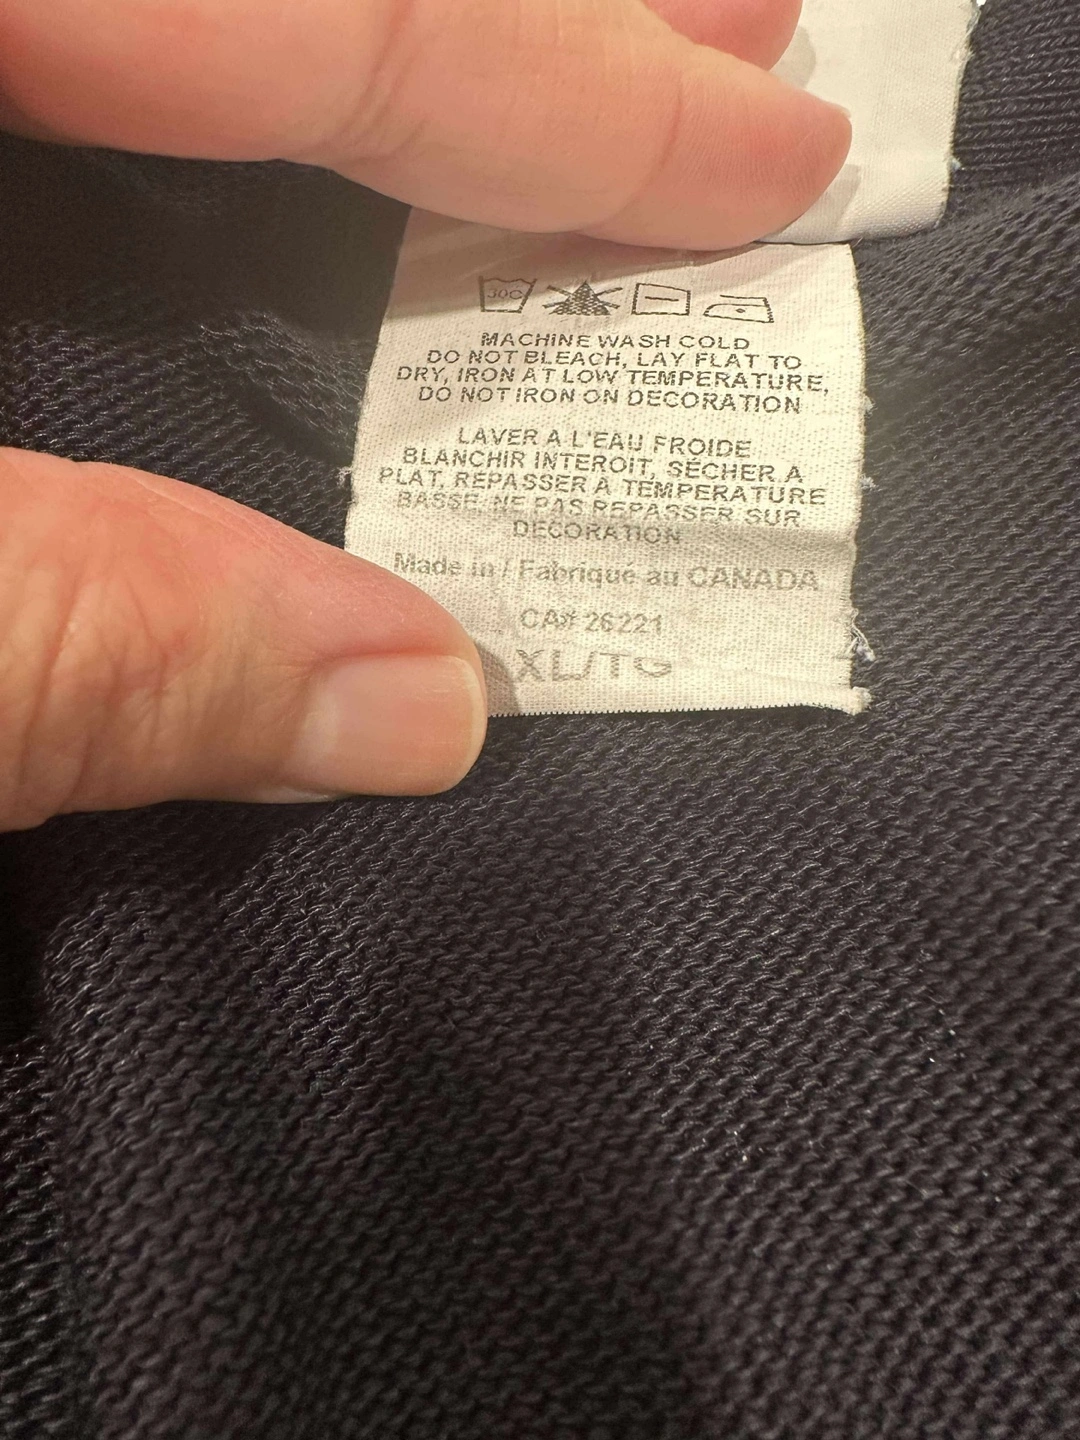 30C
MACHINE WASH COLD
DO NOT BLEACH, LAY FLAT TO
DRY, IRON AT LOW TEMPERATURE,
DO NOT IRON ON DECORATION
LAVER A L'EAU FROIDE
BLANCHIR INTEROIT, SÉCHER A
PLAT, REPASSER À TEMPERATURE
BASSE, NE PAS REPASSER SUR
DECORATION
Made in / Fabriqué au CANADA
CA# 26221
XL/TG